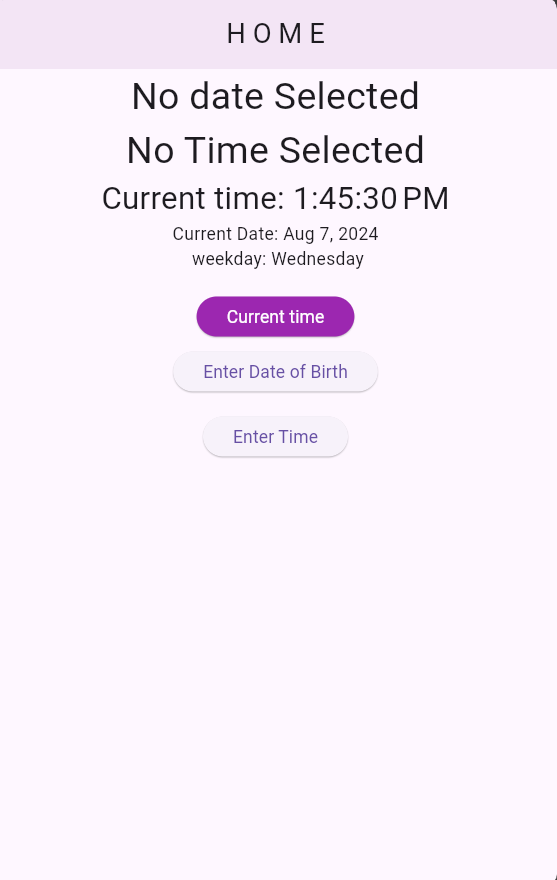 HOME
No date Selected
No Time Selected
Current time: 1:45:30 PM
Current Date: Aug 7, 2024
weekday: Wednesday
Current time
Enter Date of Birth
Enter Time